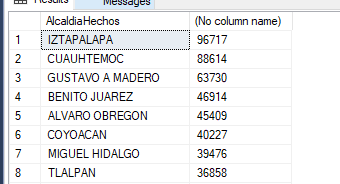 Results Messages
AlcaldiaHechos (No column name)
1 IZTAPALAPA 96717
2 CUAUHTEMOC 88614
3 GUSTAVO A MADERO 63730
4 BENITO JUAREZ 46914
5 ALVARO OBREGON 45409
6 COYOACAN 40227
7 MIGUEL HIDALGO 39476
8 TLALPAN 36858